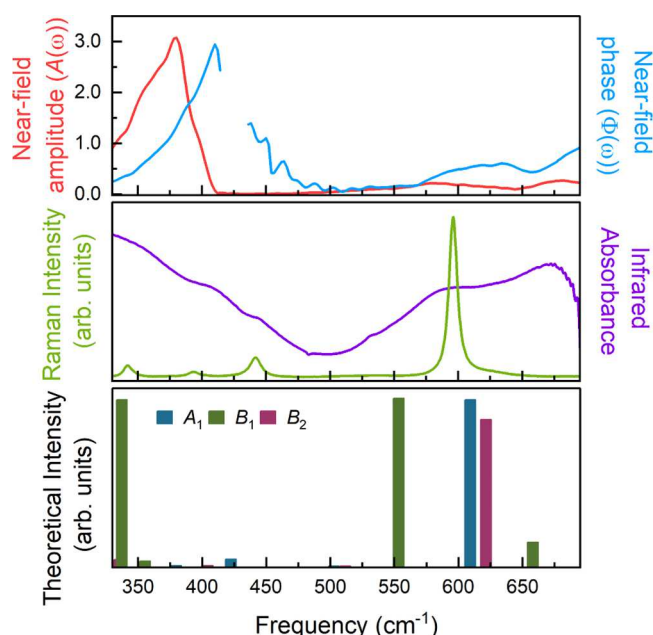 Near-field
amplitude (A(ω))
3.0
2.0
1.0
0.0
Near-field
phase (Φ(ω))
Raman Intensity
(arb. units)
Infrared
Absorbance
Theoretical Intensity
(arb. units)
A1 B1 B2
350 400 450 500 550 600 650
Frequency (cm-1)